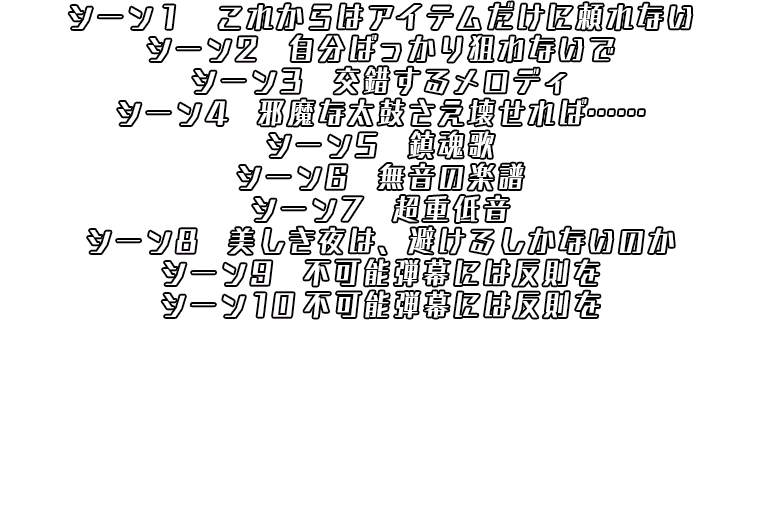 シーン1　これからはアイテムだけに頼れない
シーン2　自分ばっかり狙わないで
シーン3　交錯するメロディ
シーン4　邪魔な太鼓さえ壊せれば……
シーン5　鎮魂歌
シーン6　無音の楽譜
シーン7　超重低音
シーン8　美しき夜は、避けるしかないのか
シーン9　不可能弾幕には反則を
シーン10 不可能弾幕には反則を